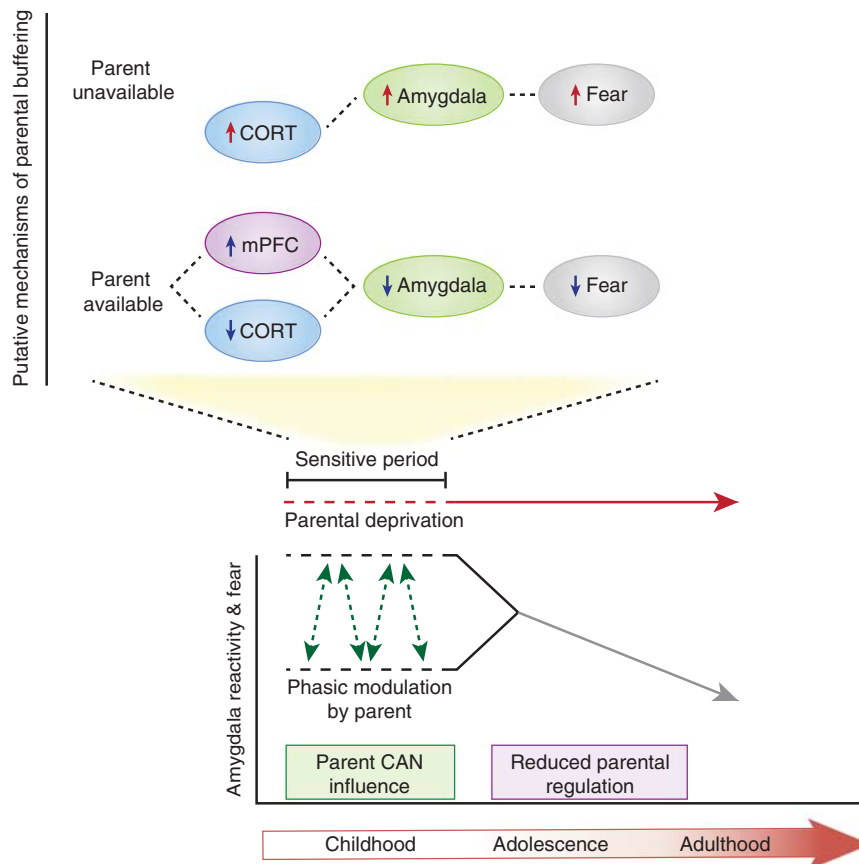 Putative mechanisms of parental buffering
Parent
unavailable
CORT
Amygdala
Fear
Parent
available
mPFC
CORT
Amygdala
Fear
Sensitive period
Parental deprivation
Amygdala reactivity & fear
Phasic modulation
by parent
Parent CAN
influence
Reduced parental
regulation
Childhood
Adolescence
Adulthood